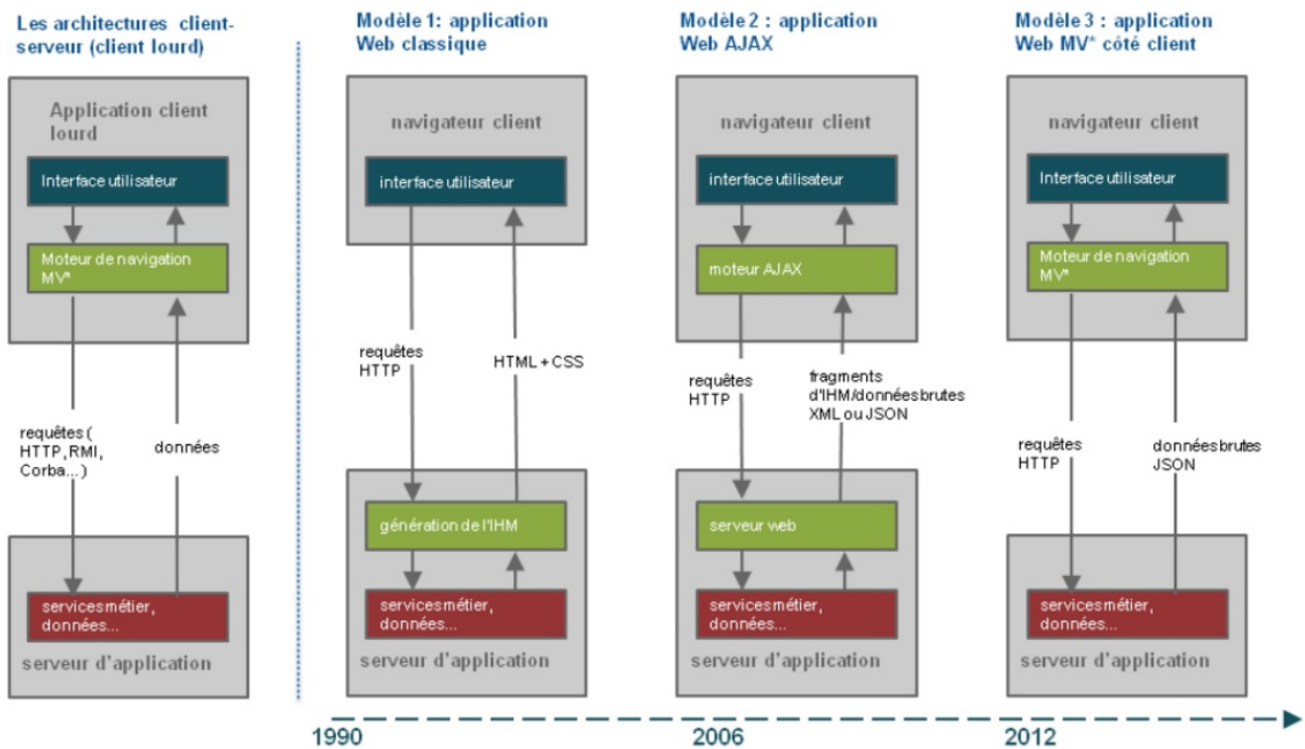 Les architectures client-
serveur (client lourd)
Application client
lourd
Interface utilisateur
Moteur de navigation
MV*
requêtes (
HTTP, RMI,
Corba... )
données
services métier,
données...
serveur d'application
Modèle 1: application
Web classique
navigateur client
interface utilisateur
requêtes
HTTP
HTML + CSS
génération de l'IHM
services métier,
données...
serveur d'application
Modèle 2 : application
Web AJAX
navigateur client
interface utilisateur
moteur AJAX
requêtes
HTTP
fragments
d'IHM/données brutes
XML ou JSON
serveur web
services métier,
données...
serveur d'application
Modèle 3 : application
Web MV* côté client
navigateur client
Interface utilisateur
Moteur de navigation
MV*
requêtes
HTTP
données brutes
JSON
services métier,
données...
serveur d'application
1990
2006
2012